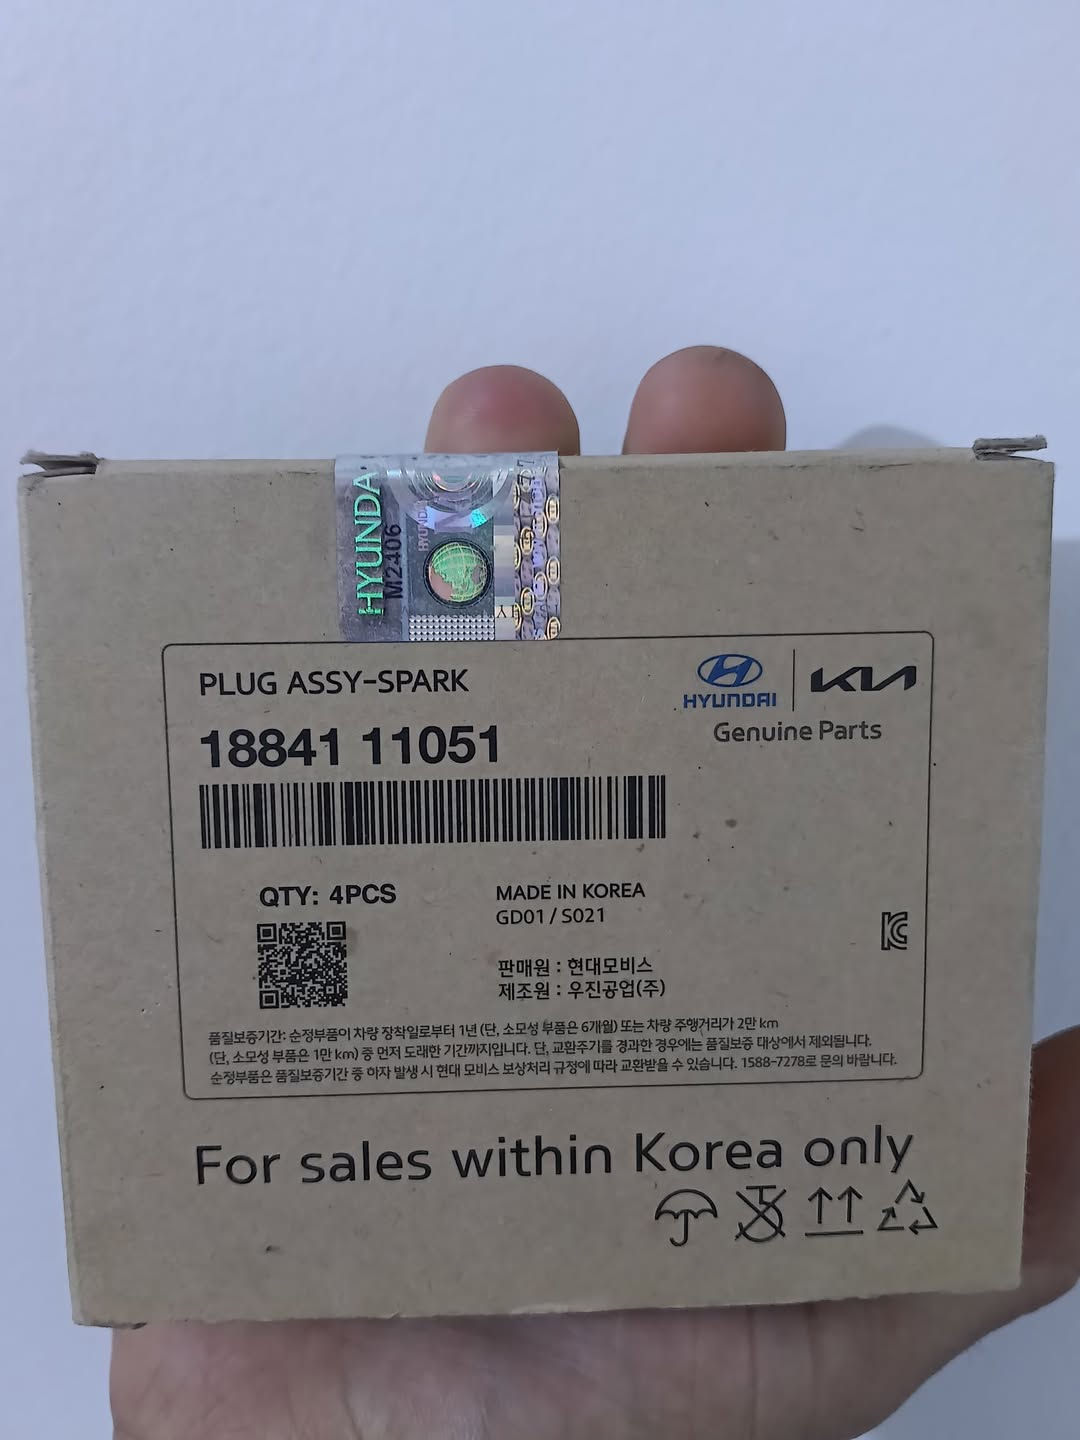 HYUNDAI
M2406
HYUNDAI
PLUG ASSY-SPARK
HYUNDAI
KIA
Genuine Parts
18841 11051
QTY: 4PCS
MADE IN KOREA
GD01 / S021
판매원 : 현대모비스
제조원 : 우진공업(주)
품질보증기간: 순정부품이 차량 장착일로부터 1년 (단, 소모성 부품은 6개월) 또는 차량 주행거리가 2만 km
(단, 소모성 부품은 1만 km) 중 먼저 도래한 기간까지입니다. 단, 교환주기를 경과한 경우에는 품질보증 대상에서 제외됩니다.
순정부품은 품질보증기간 중 하자 발생 시 현대 모비스 보상처리 규정에 따라 교환받을 수 있습니다. 1588-7278로 문의 바랍니다.
For sales within Korea only